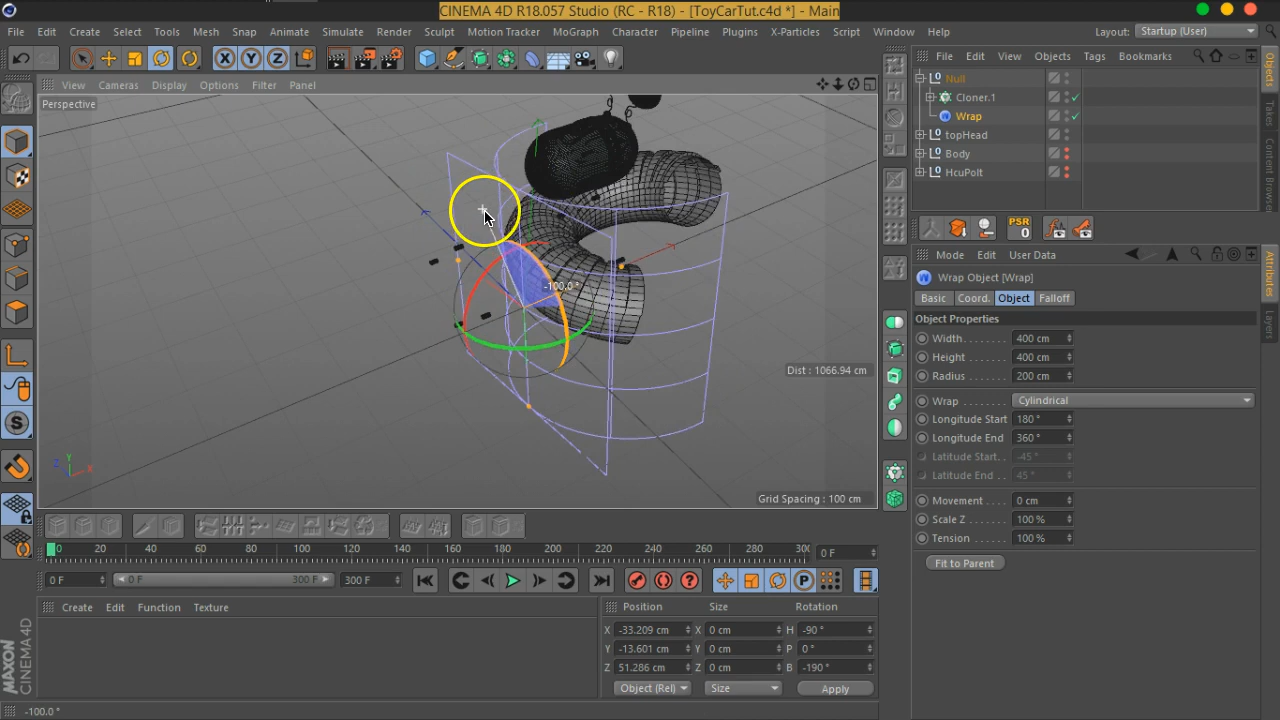 CINEMA 4D R18.057 Studio (RC - R18) - [ToyCarTut.c4d *] - Main
File Edit Create Select Tools Mesh Snap Animate Simulate Render Sculpt Motion Tracker MoGraph Character Pipeline Plugins X-Particles Script Window Help Layout: Startup (User)
X Y Z
File Edit View Objects Tags Bookmarks
View Cameras Display Options Filter Panel
Perspective
Null
Cloner.1
Wrap
topHead
Body
HcuPolt
Objects
Takes
Content Browser
PSR
0
Mode Edit User Data
Wrap Object [Wrap]
Basic Coord. Object Falloff
Object Properties
Width 400 cm
Height 400 cm
Radius 200 cm
Wrap Cylindrical
Longitude Start 180 °
Longitude End 360 °
Latitude Start -45 °
Latitude End 45 °
Movement 0 cm
Scale Z 100 %
Tension 100 %
Fit to Parent
Attributes
Layers
-100.0 °
Dist : 1066.94 cm
Grid Spacing : 100 cm
Y
Z X
0 20 40 60 80 100 120 140 160 180 200 220 240 260 280 30( 0 F
0 F 0 F 300 F 300 F
P
Create Edit Function Texture
Position Size Rotation
X -33.209 cm X 0 cm H -90 °
Y -13.601 cm Y 0 cm P 0 °
Z 51.286 cm Z 0 cm B -190 °
Object (Rel) Size Apply
MAXON
CINEMA 4D
-100.0 °